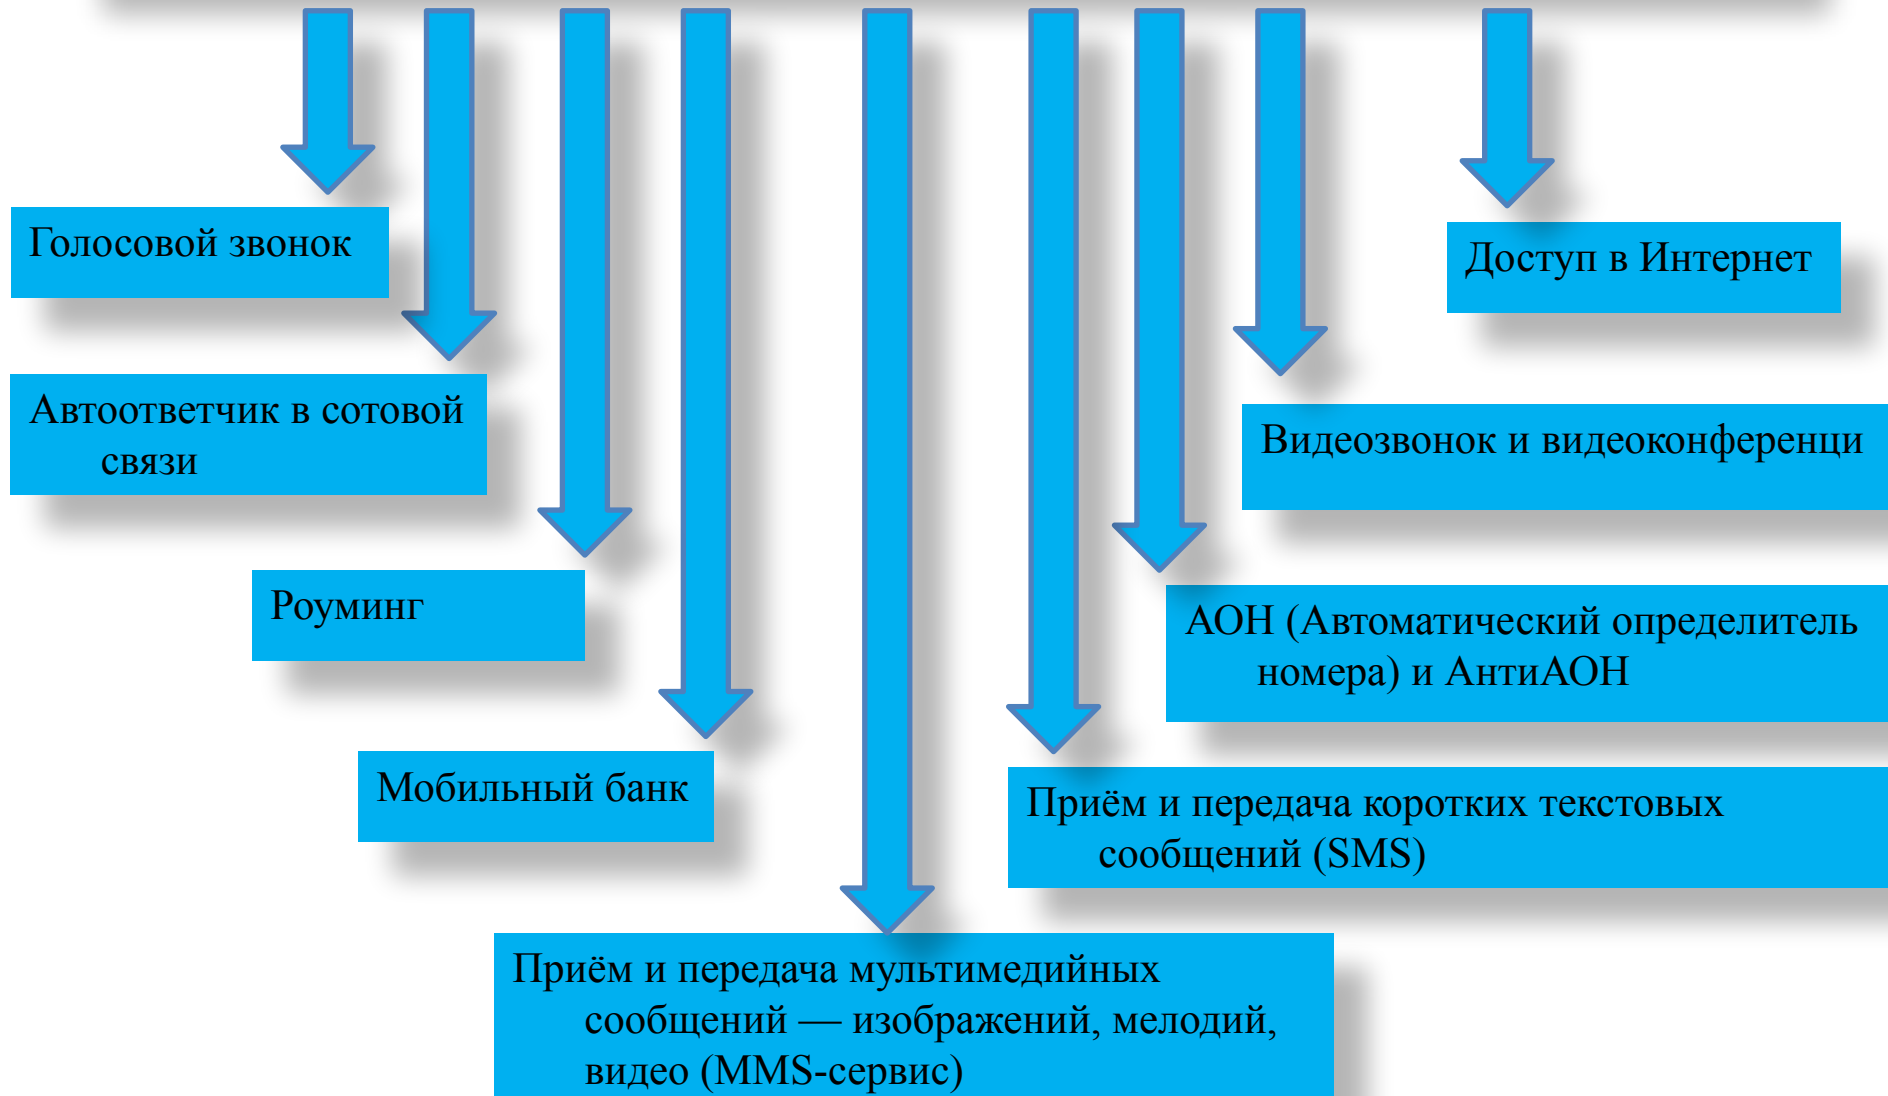 Голосовой звонок
Доступ в Интернет
Автоответчик в сотовой
связи
Видеозвонок и видеоконференци
Роуминг
АОН (Автоматический определитель
номера) и АнтиАОН
Мобильный банк
Приём и передача коротких текстовых
сообщений (SMS)
Приём и передача мультимедийных
сообщений — изображений, мелодий,
видео (MMS-сервис)